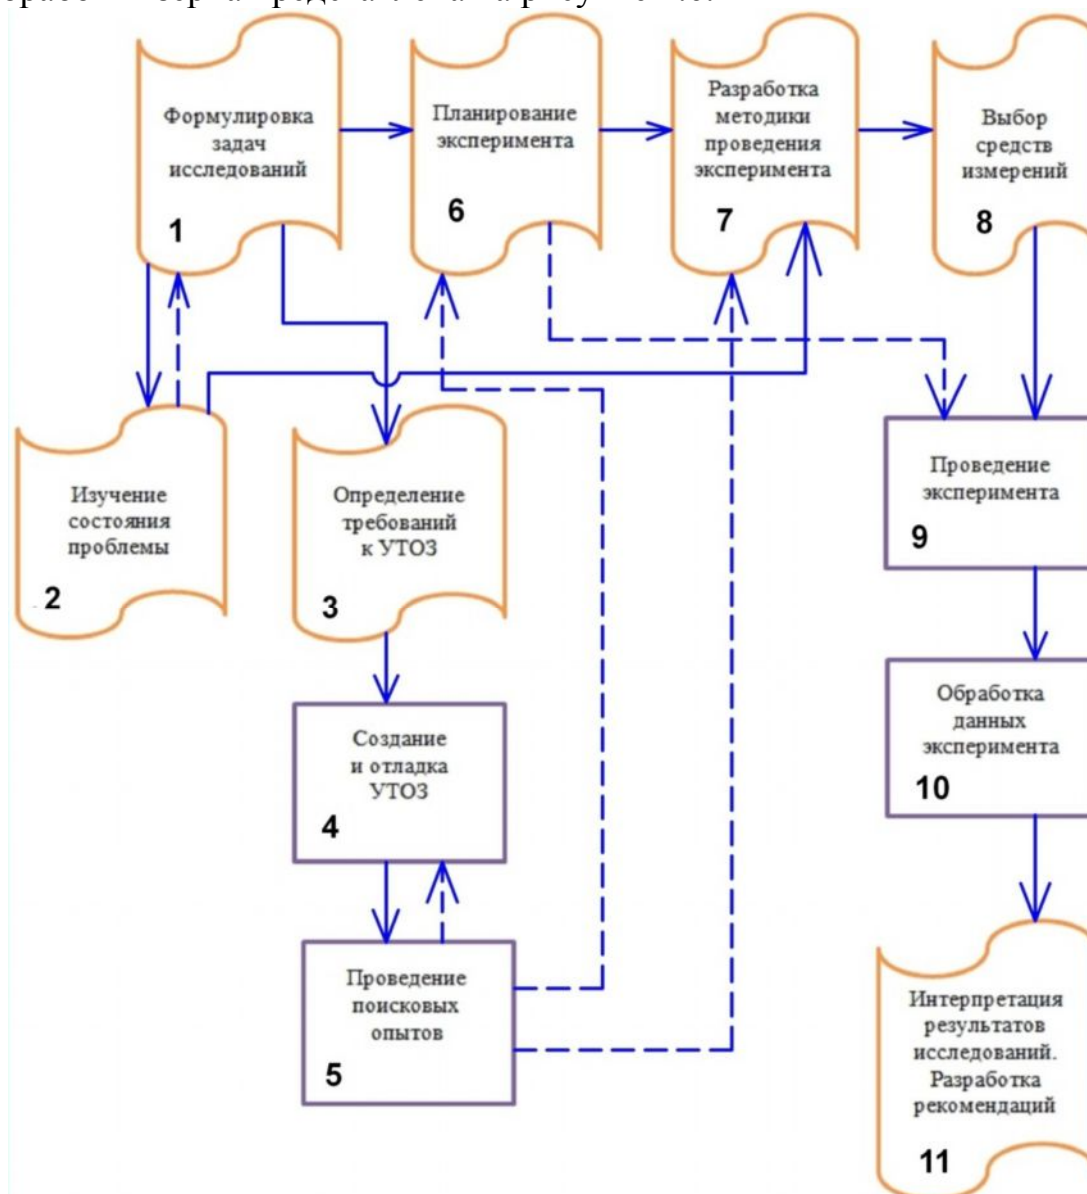 Формулировка
задач
исследований
1
Планирование
эксперимента
6
Разработка
методики
проведения
эксперимента
7
Выбор
средств
измерений
8
Изучение
состояния
проблемы
2
Определение
требований
к УТОЗ
3
Проведение
эксперимента
9
Создание
и отладка
УТОЗ
4
Обработка
данных
эксперимента
10
Проведение
поисковых
опытов
5
Интерпретация
результатов
исследований.
Разработка
рекомендаций
11